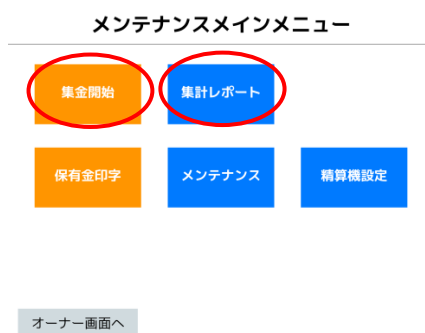 メンテナンスメインメニュー
集金開始
集計レポート
保有金印字
メンテナンス
精算機設定
オーナー画面へ